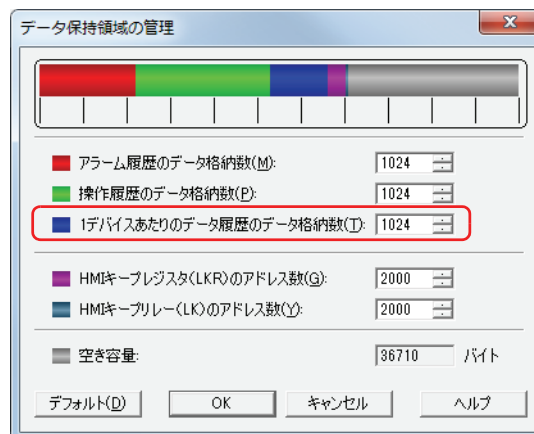 データ保持領域の管理
アラーム履歴のデータ格納数(M): 1024
操作履歴のデータ格納数(P): 1024
1デバイスあたりのデータ履歴のデータ格納数(T): 1024
HMIキープレジスタ(LKR)のアドレス数(G): 2000
HMIキープリレー(LK)のアドレス数(Y): 2000
空き容量: 36710 バイト
デフォルト(D) OK キャンセル ヘルプ